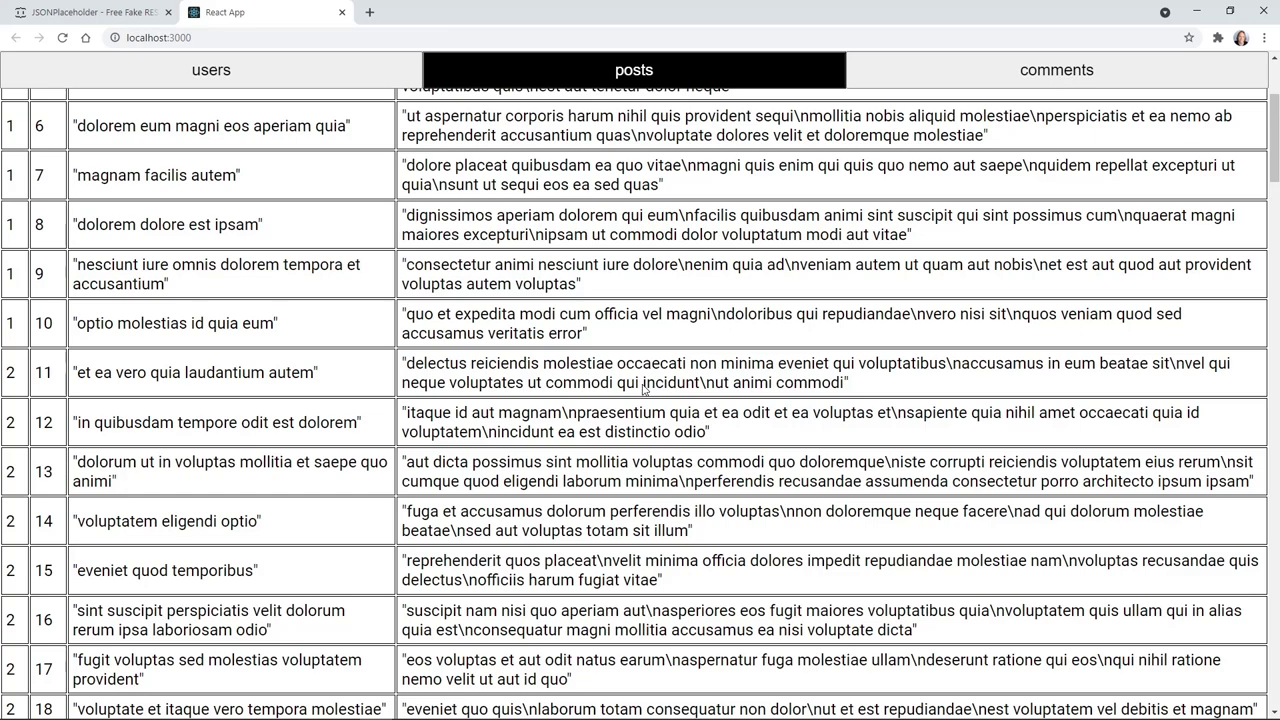 JSONPlaceholder - Free Fake RES
React App
localhost:3000
users
posts
comments
voluptatibus quo\nest aut tenetur dolor neque"
1 6 "dolorem eum magni eos aperiam quia" "ut aspernatur corporis harum nihil quis provident sequi\nmollitia nobis aliquid molestiae\nperspiciatis et ea nemo ab
reprehenderit accusantium quas\nvoluptate dolores velit et doloremque molestiae"
1 7 "magnam facilis autem" "dolore placeat quibusdam ea quo vitae\nmagni quis enim qui quis quo nemo aut saepe\nquidem repellat excepturi ut
quia\nsunt ut sequi eos ea sed quas"
1 8 "dolorem dolore est ipsam" "dignissimos aperiam dolorem qui eum\nfacilis quibusdam animi sint suscipit qui sint possimus cum\nquaerat magni
maiores excepturi\nipsam ut commodi dolor voluptatum modi aut vitae"
1 9 "nesciunt iure omnis dolorem tempora et "consectetur animi nesciunt iure dolore\nenim quia ad\nveniam autem ut quam aut nobis\net est aut quod aut provident
accusantium" voluptas autem voluptas"
1 10 "optio molestias id quia eum" "quo et expedita modi cum officia vel magni\ndoloribus qui repudiandae\nvero nisi sit\nquos veniam quod sed
accusamus veritatis error"
2 11 "et ea vero quia laudantium autem" "delectus reiciendis molestiae occaecati non minima eveniet qui voluptatibus\naccusamus in eum beatae sit\nvel qui
neque voluptates ut commodi qui incidunt\nut animi commodi"
2 12 "in quibusdam tempore odit est dolorem" "itaque id aut magnam\npraesentium quia et ea odit et ea voluptas et\nsapiente quia nihil amet occaecati quia id
voluptatem\nincidunt ea est distinctio odio"
2 13 "dolorum ut in voluptas mollitia et saepe quo "aut dicta possimus sint mollitia voluptas commodi quo doloremque\niste corrupti reiciendis voluptatem eius rerum\nsit
animi" cumque quod eligendi laborum minima\nperferendis recusandae assumenda consectetur porro architecto ipsum ipsam"
2 14 "voluptatem eligendi optio" "fuga et accusamus dolorum perferendis illo voluptas\nnon doloremque neque facere\nad qui dolorum molestiae
beatae\nsed aut voluptas totam sit illum"
2 15 "eveniet quod temporibus" "reprehenderit quos placeat\nvelit minima officia dolores impedit repudiandae molestiae nam\nvoluptas recusandae quis
delectus\nofficiis harum fugiat vitae"
2 16 "sint suscipit perspiciatis velit dolorum "suscipit nam nisi quo aperiam aut\nasperiores eos fugit maiores voluptatibus quia\nvoluptatem quis ullam qui in alias
rerum ipsa laboriosam odio" quia est\nconsequatur magni mollitia accusamus ea nisi voluptate dicta"
2 17 "fugit voluptas sed molestias voluptatem "eos voluptas et aut odit natus earum\naspernatur fuga molestiae ullam\ndeserunt ratione qui eos\nqui nihil ratione
provident" nemo velit ut aut id quo"
2 18 "voluptate et itaque vero tempora molestiae" "eveniet quo quis\nlaborum totam consequatur non dolor\nut et est repudiandae\nest voluptatem vel debitis et magnam"